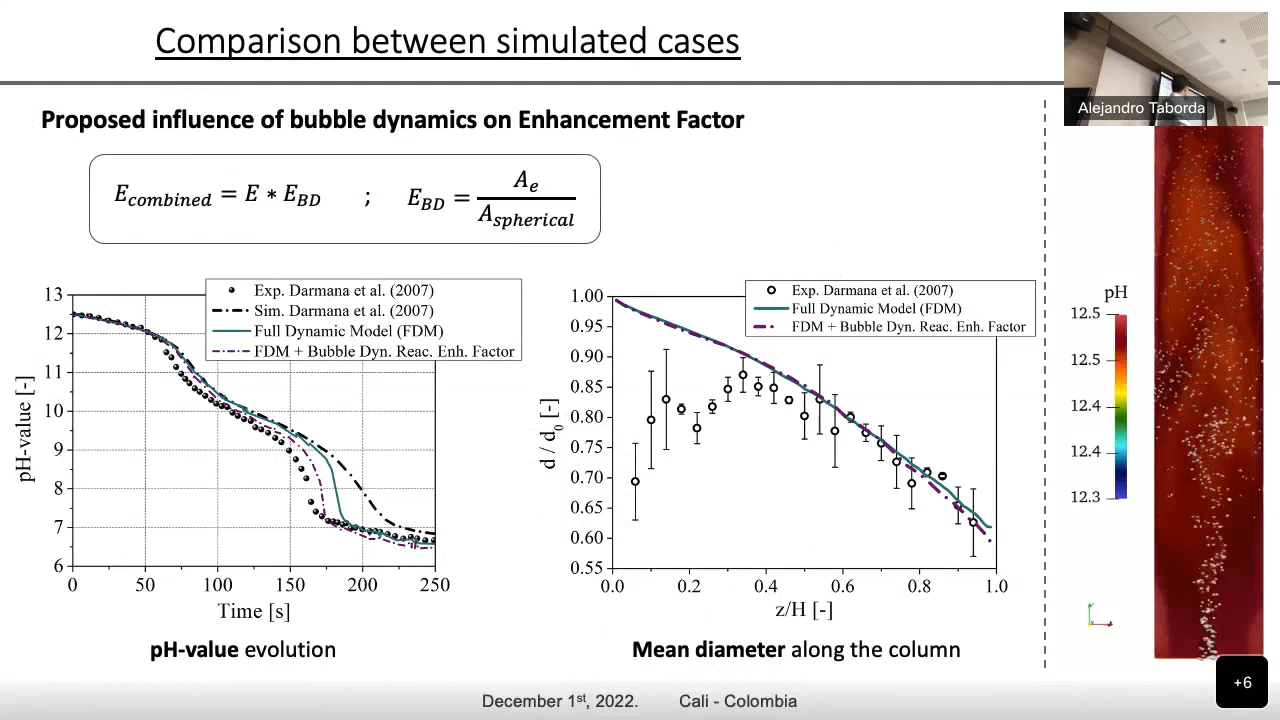 Comparison between simulated cases
Alejandro Taborda
Proposed influence of bubble dynamics on Enhancement Factor
E_combined = E * E_BD ; E_BD = A_e / A_spherical
Exp. Darmana et al. (2007)
Sim. Darmana et al. (2007)
Full Dynamic Model (FDM)
FDM + Bubble Dyn. Reac. Enh. Factor
13
12
11
10
9
8
7
6
pH-value [-]
0 50 100 150 200 250
Time [s]
pH-value evolution
Exp. Darmana et al. (2007)
Full Dynamic Model (FDM)
FDM + Bubble Dyn. Reac. Enh. Factor
1.00
0.95
0.90
0.85
0.80
0.75
0.70
0.65
0.60
0.55
d / d0 [-]
0.0 0.2 0.4 0.6 0.8 1.0
z/H [-]
Mean diameter along the column
pH
12.5
12.5
12.4
12.4
12.3
+6
December 1st, 2022. Cali - Colombia